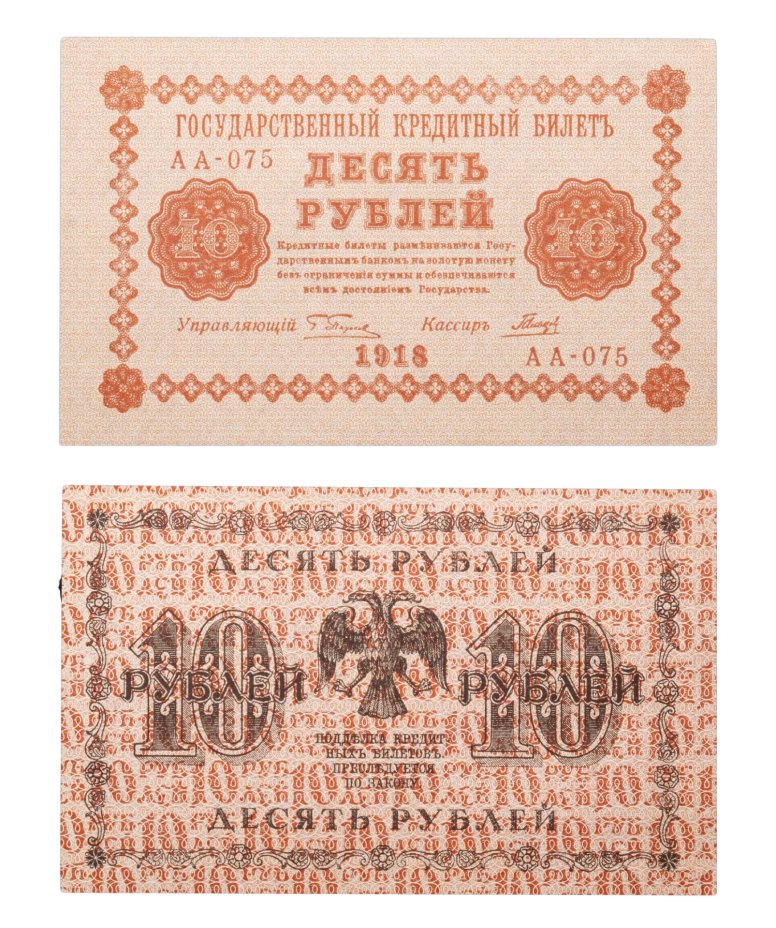 ГОСУДАРСТВЕННЫЙ КРЕДИТНЫЙ БИЛЕТЪ
АА-075
ДЕСЯТЬ
РУБЛЕЙ
10
10
Кредитные билеты размѣниваются Госу-
дарственнымъ банкомъ на золотую монету
безъ ограниченія суммы и обезпечиваются
всѣмъ достояніемъ Государства.
Управляющій
Кассиръ
1918
АА-075
ДЕСЯТЬ РУБЛЕЙ
10
РУБЛЕЙ
10
РУБЛЕЙ
ПОДДѢЛКА КРЕДИТ-
НЫХЪ БИЛЕТОВЪ
ПРЕСЛѢДУЕТСЯ
ПО ЗАКОНУ
ДЕСЯТЬ РУБЛЕЙ